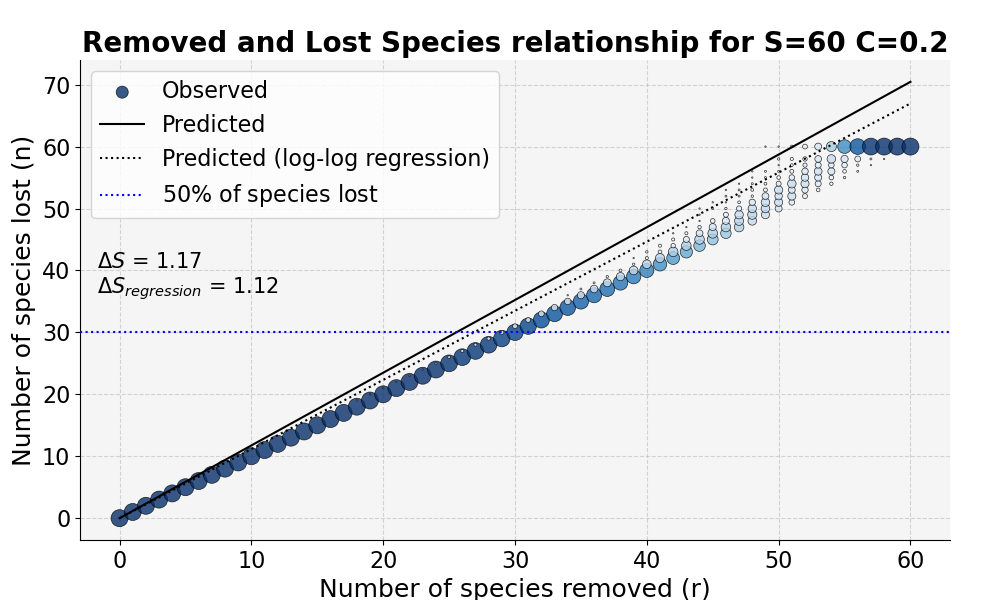 Removed and Lost Species relationship for S=60 C=0.2
Number of species lost (n)
70
60
50
40
30
20
10
0
Observed
Predicted
Predicted (log-log regression)
50% of species lost
ΔS = 1.17
ΔS_regression = 1.12
0 10 20 30 40 50 60
Number of species removed (r)